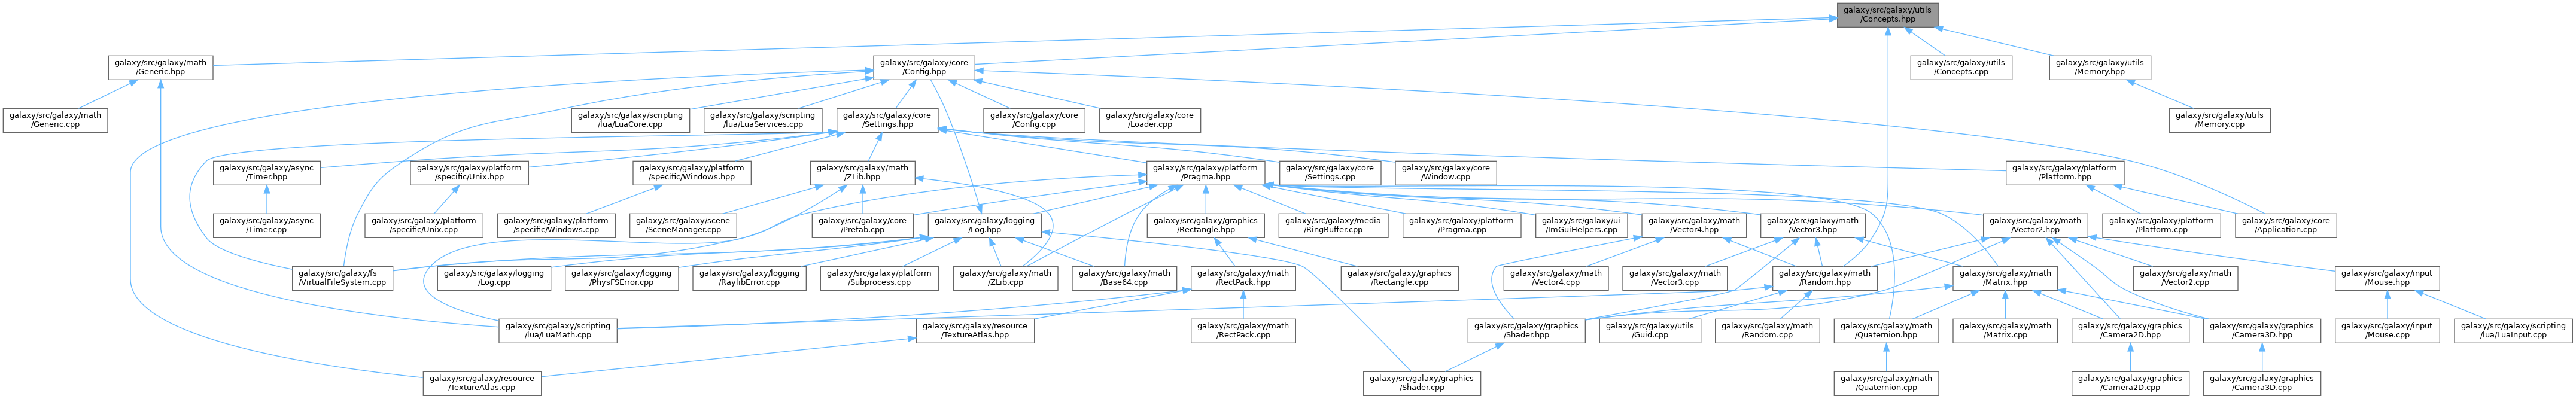 galaxy/src/galaxy/utils
/Concepts.hpp
galaxy/src/galaxy/math
/Generic.hpp
galaxy/src/galaxy/core
/Config.hpp
galaxy/src/galaxy/utils
/Concepts.cpp
galaxy/src/galaxy/utils
/Memory.hpp
galaxy/src/galaxy/math
/Generic.cpp
galaxy/src/galaxy/scripting
/lua/LuaCore.cpp
galaxy/src/galaxy/scripting
/lua/LuaServices.cpp
galaxy/src/galaxy/core
/Settings.hpp
galaxy/src/galaxy/core
/Config.cpp
galaxy/src/galaxy/core
/Loader.cpp
galaxy/src/galaxy/utils
/Memory.cpp
galaxy/src/galaxy/async
/Timer.hpp
galaxy/src/galaxy/platform
/specific/Unix.hpp
galaxy/src/galaxy/platform
/specific/Windows.hpp
galaxy/src/galaxy/math
/ZLib.hpp
galaxy/src/galaxy/platform
/Pragma.hpp
galaxy/src/galaxy/core
/Settings.cpp
galaxy/src/galaxy/core
/Window.cpp
galaxy/src/galaxy/platform
/Platform.hpp
galaxy/src/galaxy/async
/Timer.cpp
galaxy/src/galaxy/platform
/specific/Unix.cpp
galaxy/src/galaxy/platform
/specific/Windows.cpp
galaxy/src/galaxy/scene
/SceneManager.cpp
galaxy/src/galaxy/core
/Prefab.cpp
galaxy/src/galaxy/logging
/Log.hpp
galaxy/src/galaxy/graphics
/Rectangle.hpp
galaxy/src/galaxy/media
/RingBuffer.cpp
galaxy/src/galaxy/platform
/Pragma.cpp
galaxy/src/galaxy/ui
/ImGuiHelpers.cpp
galaxy/src/galaxy/math
/Vector4.hpp
galaxy/src/galaxy/math
/Vector3.hpp
galaxy/src/galaxy/math
/Vector2.hpp
galaxy/src/galaxy/platform
/Platform.cpp
galaxy/src/galaxy/core
/Application.cpp
galaxy/src/galaxy/fs
/VirtualFileSystem.cpp
galaxy/src/galaxy/logging
/Log.cpp
galaxy/src/galaxy/logging
/PhysFSError.cpp
galaxy/src/galaxy/logging
/RaylibError.cpp
galaxy/src/galaxy/platform
/Subprocess.cpp
galaxy/src/galaxy/math
/ZLib.cpp
galaxy/src/galaxy/math
/Base64.cpp
galaxy/src/galaxy/math
/RectPack.hpp
galaxy/src/galaxy/graphics
/Rectangle.cpp
galaxy/src/galaxy/math
/Vector4.cpp
galaxy/src/galaxy/math
/Vector3.cpp
galaxy/src/galaxy/math
/Random.hpp
galaxy/src/galaxy/math
/Matrix.hpp
galaxy/src/galaxy/math
/Vector2.cpp
galaxy/src/galaxy/input
/Mouse.hpp
galaxy/src/galaxy/scripting
/lua/LuaMath.cpp
galaxy/src/galaxy/resource
/TextureAtlas.hpp
galaxy/src/galaxy/math
/RectPack.cpp
galaxy/src/galaxy/graphics
/Shader.hpp
galaxy/src/galaxy/utils
/Guid.cpp
galaxy/src/galaxy/math
/Random.cpp
galaxy/src/galaxy/math
/Quaternion.hpp
galaxy/src/galaxy/math
/Matrix.cpp
galaxy/src/galaxy/graphics
/Camera2D.hpp
galaxy/src/galaxy/graphics
/Camera3D.hpp
galaxy/src/galaxy/input
/Mouse.cpp
galaxy/src/galaxy/scripting
/lua/LuaInput.cpp
galaxy/src/galaxy/resource
/TextureAtlas.cpp
galaxy/src/galaxy/graphics
/Shader.cpp
galaxy/src/galaxy/math
/Quaternion.cpp
galaxy/src/galaxy/graphics
/Camera2D.cpp
galaxy/src/galaxy/graphics
/Camera3D.cpp